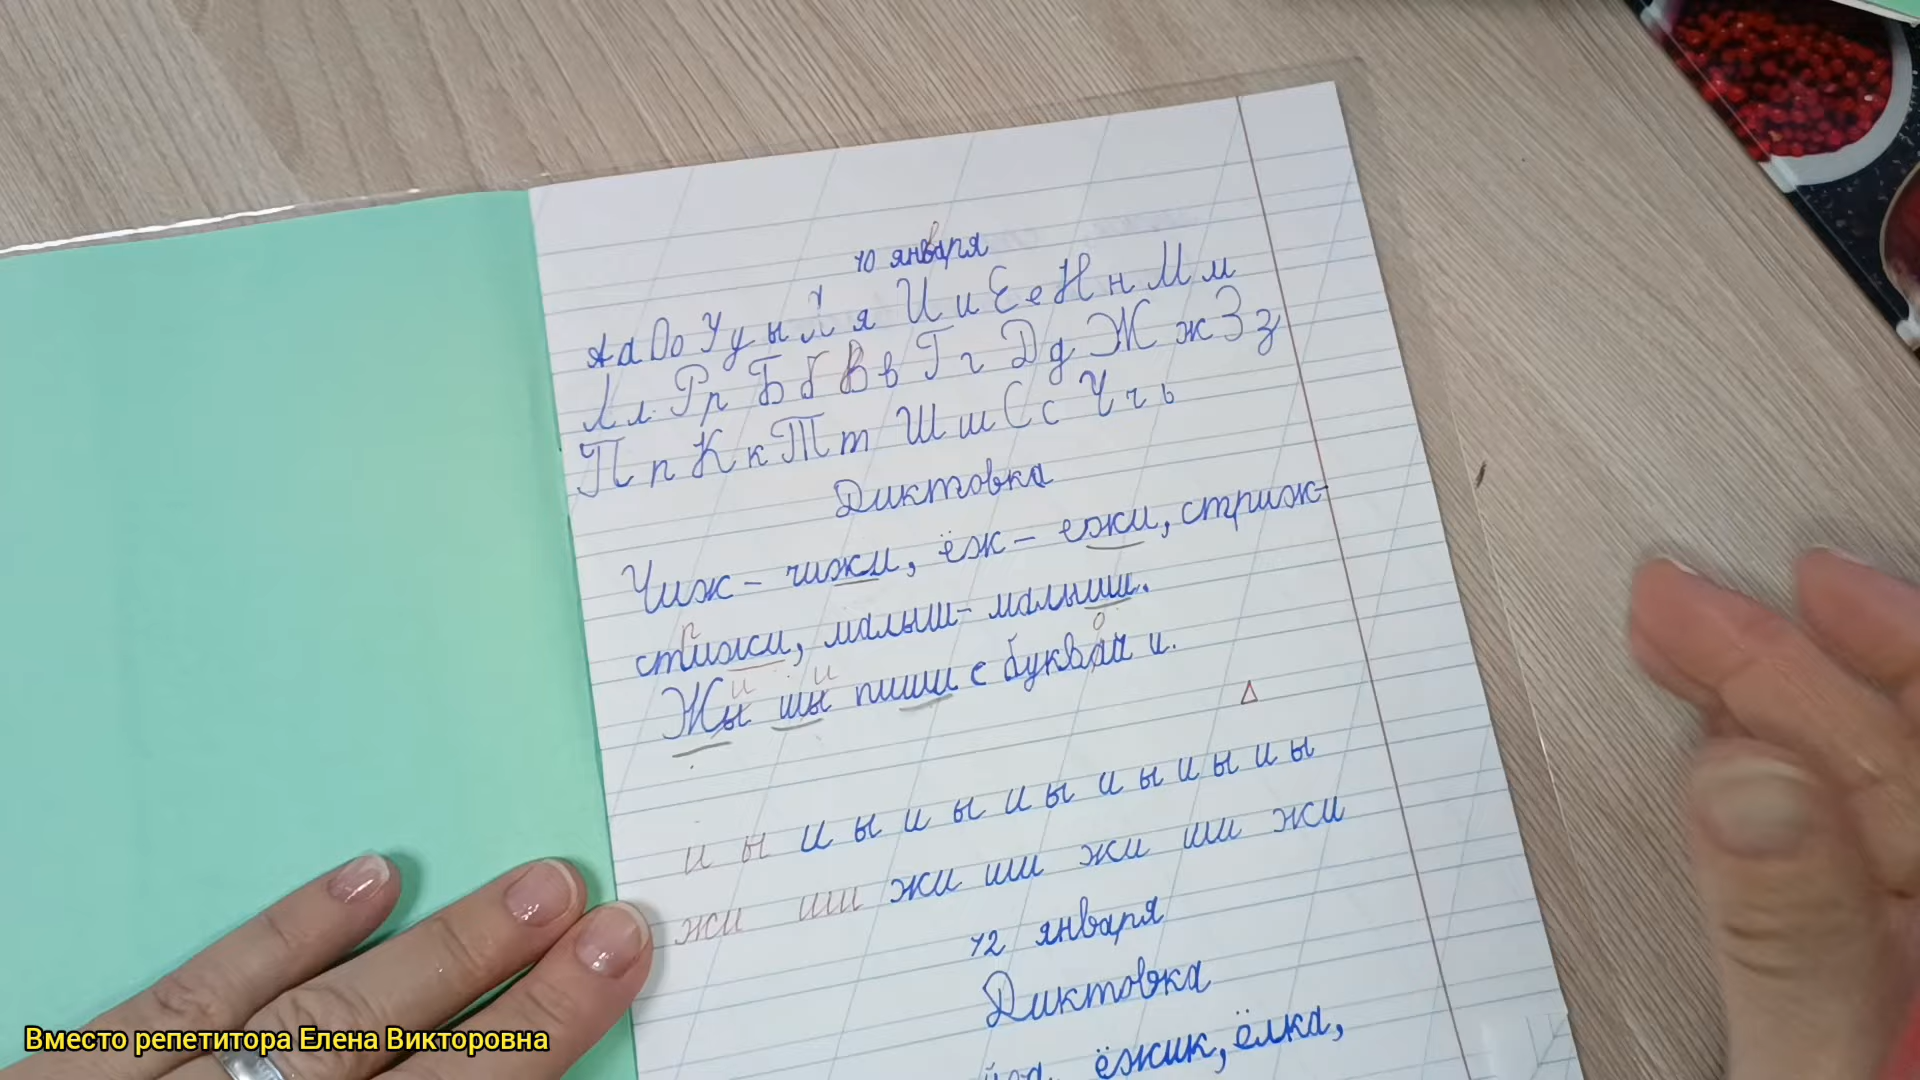 10 января
Аа Оо Уу ы Яя Ии Ее Нн Мм
Лл Рр Бб Вв Гг Дд Жж Зз
Пп Кк Тт Шш Сс Чч ь
Диктовка
Чиж – чижи, ёж – ежи, стриж-
стижи, малыш – малыши.
Жы шы пиши с буквай и.
и ы и ы и ы и ы и ы и ы и ы
жи ши жи ши жи ши жи
12 января
Диктовка
ёжик, ёлка,
Вместо репетитора Елена Викторовна